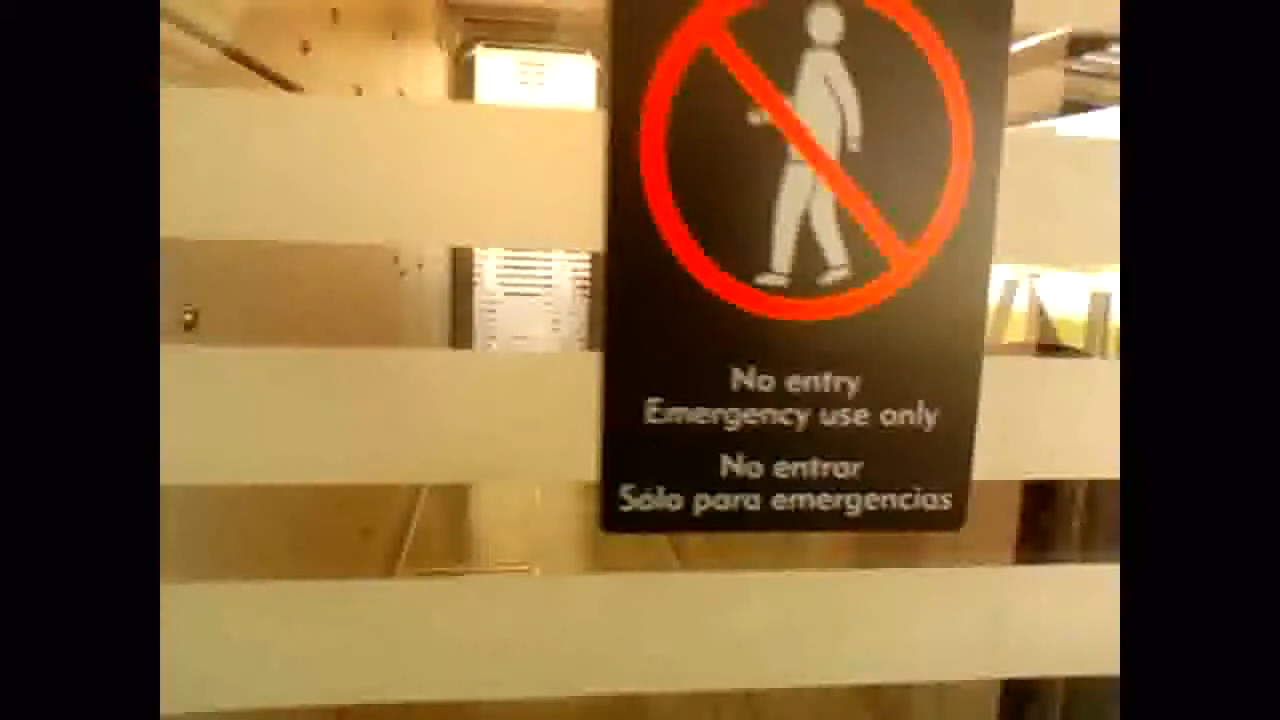 No entry
Emergency use only
No entrar
Sólo para emergencias